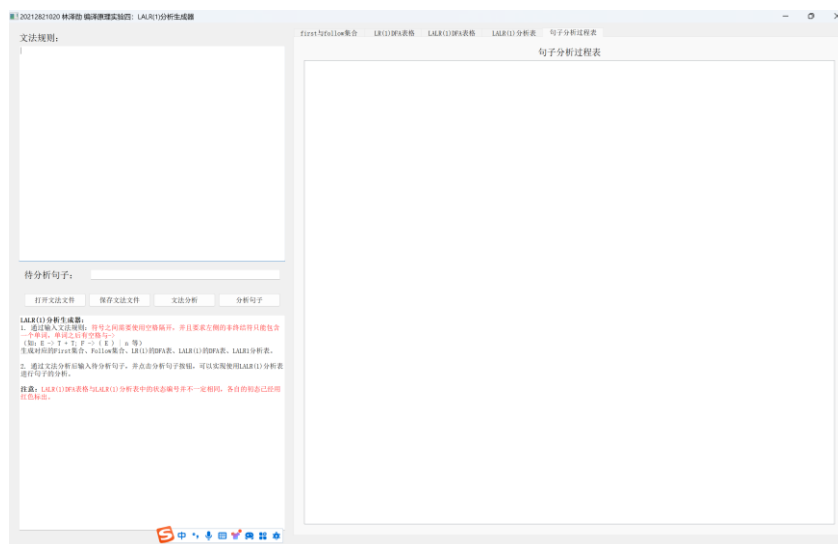 20212821020 林泽劭 编译原理实验四：LALR(1)分析生成器
文法规则：
first与follow集合 LR(1)DFA表格 LALR(1)DFA表格 LALR(1)分析表 句子分析过程表
句子分析过程表
待分析句子：
打开文法文件 保存文法文件 文法分析 分析句子
LALR(1)分析生成器：
1. 通过输入文法规则：符号之间需要使用空格隔开，并且要求左侧的非终结符只能包含
一个单词，单词之后有空格与->
（如：E -> T + T; F -> ( E ) | a 等）
生成对应的First集合、Follow集合、LR(1)的DFA表、LALR(1)的DFA表、LALR1分析表。
2. 通过文法分析后输入待分析句子，并点击分析句子按钮，可以实现使用LALR(1)分析表
进行句子的分析。
注意：LALR(1)DFA表格与LALR(1)分析表中的状态编号并不一定相同，各自的初态已经用
红色标出。
中